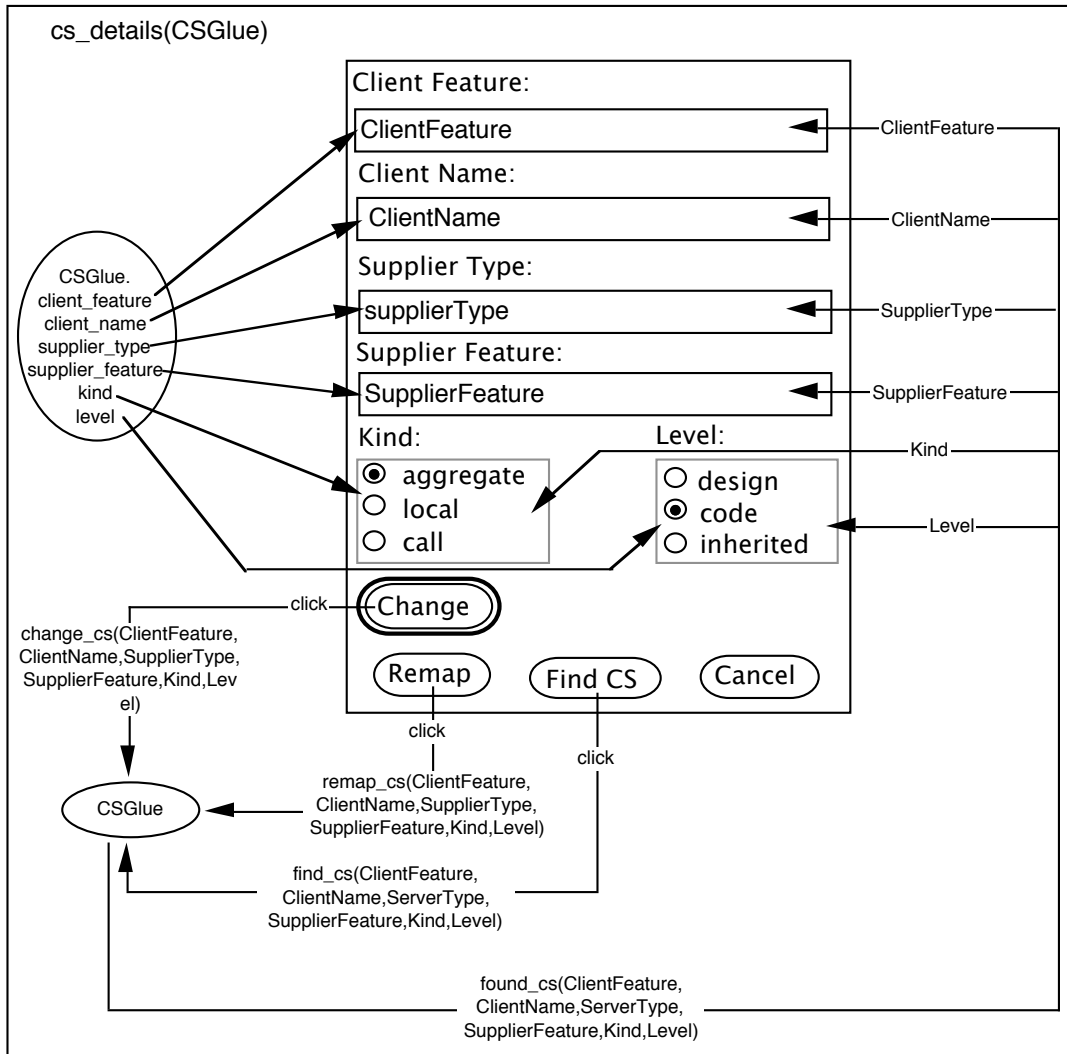 cs_details(CSGlue)
Client Feature:
ClientFeature
ClientFeature
Client Name:
ClientName
ClientName
CSGlue.
client_feature
client_name
supplier_type
supplier_feature
kind
level
Supplier Type:
supplierType
SupplierType
Supplier Feature:
SupplierFeature
SupplierFeature
Kind:
Level:
Kind
aggregate
local
call
design
code
inherited
Level
click
Change
change_cs(ClientFeature,
ClientName,SupplierType,
SupplierFeature,Kind,Lev
el)
Remap
Find CS
Cancel
click
click
remap_cs(ClientFeature,
ClientName,SupplierType,
SupplierFeature,Kind,Level)
CSGlue
find_cs(ClientFeature,
ClientName,ServerType,
SupplierFeature,Kind,Level)
found_cs(ClientFeature,
ClientName,ServerType,
SupplierFeature,Kind,Level)